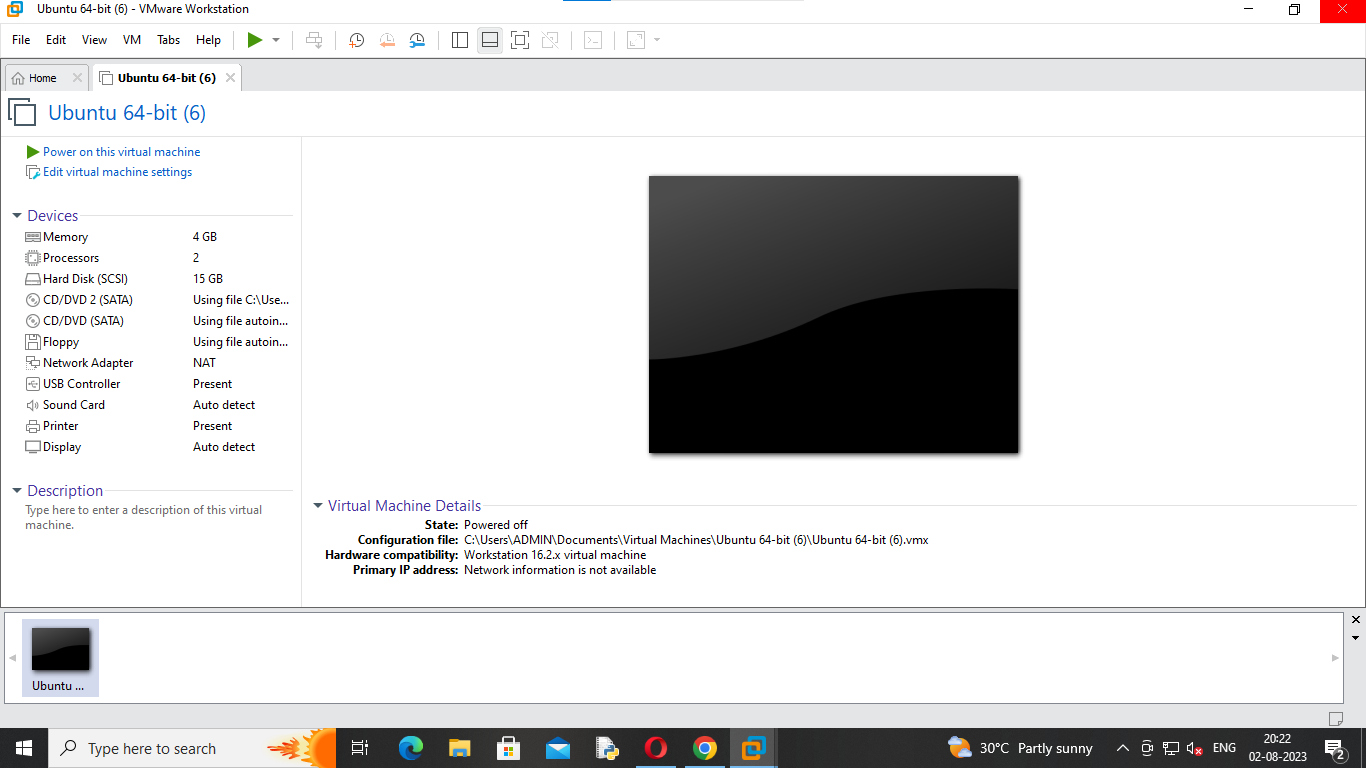 Ubuntu 64-bit (6) - VMware Workstation
File Edit View VM Tabs Help
Home Ubuntu 64-bit (6)
Ubuntu 64-bit (6)
Power on this virtual machine
Edit virtual machine settings
Devices
Memory 4 GB
Processors 2
Hard Disk (SCSI) 15 GB
CD/DVD 2 (SATA) Using file C:\Use...
CD/DVD (SATA) Using file autoin...
Floppy Using file autoin...
Network Adapter NAT
USB Controller Present
Sound Card Auto detect
Printer Present
Display Auto detect
Description
Type here to enter a description of this virtual
machine.
Virtual Machine Details
State: Powered off
Configuration file: C:\Users\ADMIN\Documents\Virtual Machines\Ubuntu 64-bit (6)\Ubuntu 64-bit (6).vmx
Hardware compatibility: Workstation 16.2.x virtual machine
Primary IP address: Network information is not available
Ubuntu ...
Type here to search
30°C Partly sunny
ENG
20:22
02-08-2023
2